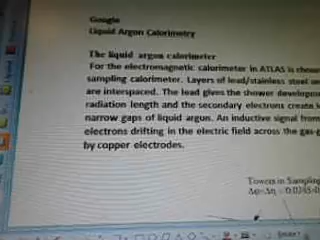 Google
Liquid Argon Calorimetry
The liquid argon calorimeter
For the electromagnetic calorimeter in ATLAS is chosen
sampling calorimeter. Layers of lead/stainless steel
are interspaced. The lead gives the shower developmen
radiation length and the secondary electrons create
narrow gaps of liquid argon. An inductive signal from
electrons drifting in the electric field across the gas-g
by copper electrodes.
Towers in Sampling